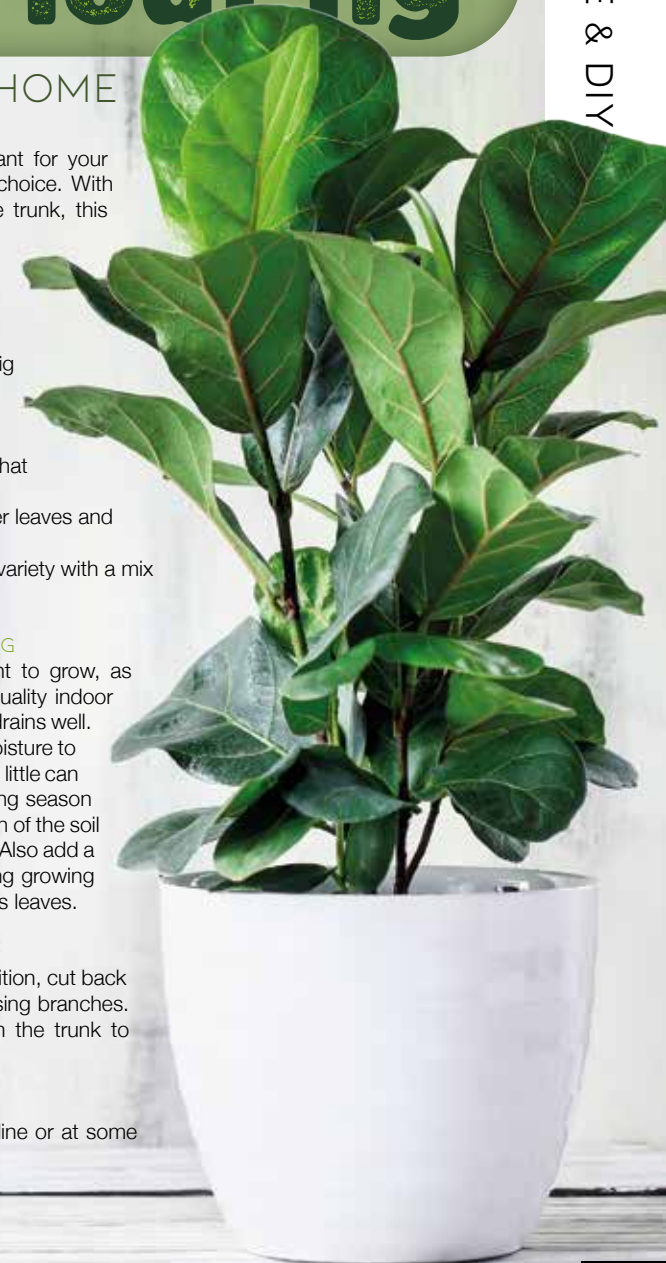 HOME
ant for your
choice. With
e trunk, this
ig
hat
er leaves and
variety with a mix
G
nt to grow, as
uality indoor
drains well.
oisture to
little can
ng season
n of the soil
Also add a
ng growing
s leaves.
ition, cut back
sing branches.
n the trunk to
line or at some
& DIY